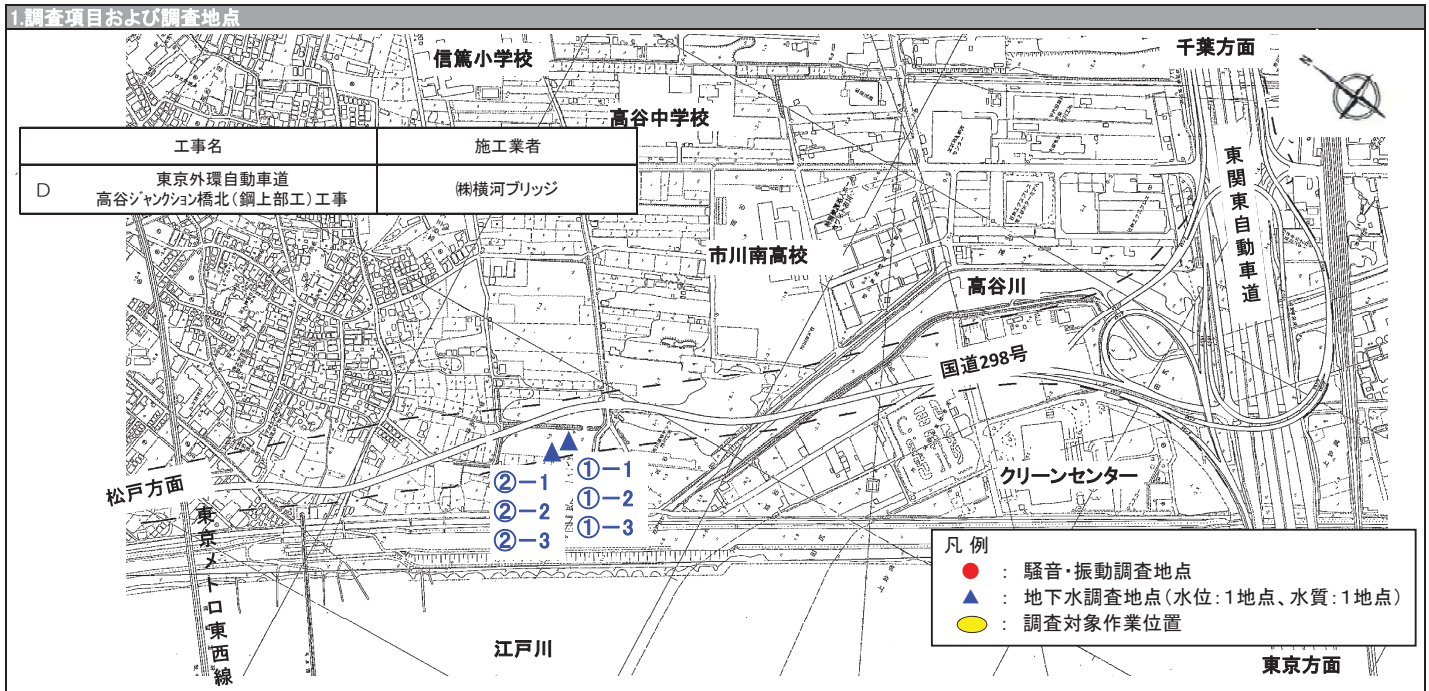 1.調査項目および調査地点
千葉方面
信篤小学校
高谷中学校
工事名
施工業者
D
東京外環自動車道
高谷ジャンクション橋北(鋼上部工)工事
㈱横河ブリッジ
東関東自動車道
市川南高校
高谷川
国道298号
①-1
①-2
①-3
②-1
②-2
②-3
クリーンセンター
松戸方面
東京メトロ東西線
凡 例
： 騒音・振動調査地点
： 地下水調査地点(水位：1地点、水質：1地点)
： 調査対象作業位置
江戸川
東京方面
N